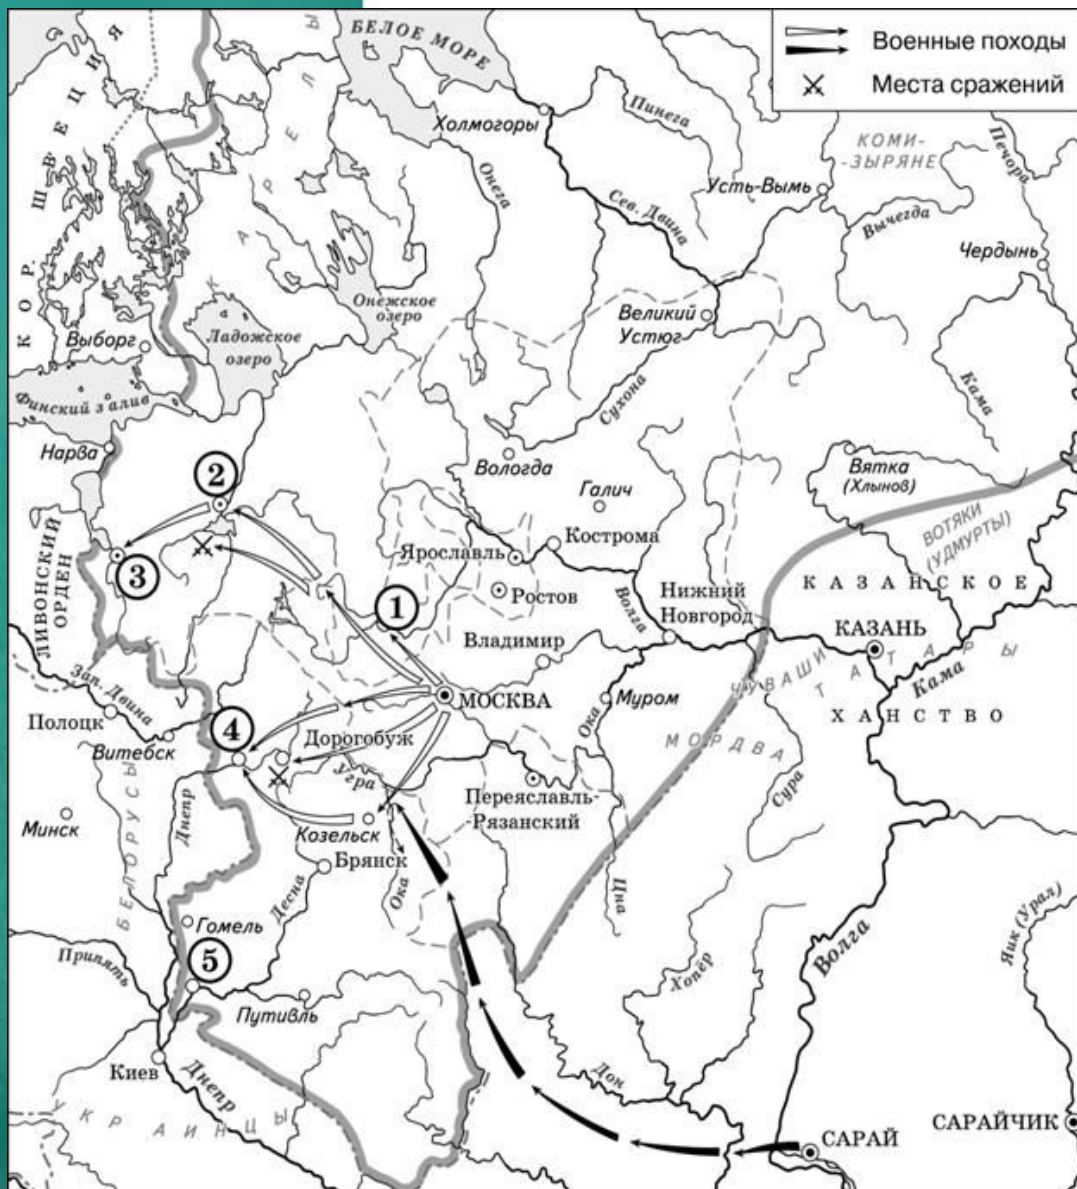 БЕЛОЕ МОРЕ
Военные походы
Места сражений
КОР. ШВЕЦИЯ
КАРЕЛЫ
Холмогоры
Пинега
КОМИ-
-ЗЫРЯНЕ
Печора
Онега
Усть-Вымь
Сев. Двина
Вычегда
Чердынь
Онежское
озеро
Великий
Устюг
Выборг
Ладожское
озеро
Финский залив
Сухона
Кама
Нарва
2
Вологда
Вятка
(Хлынов)
Галич
ВОТЯКИ
(УДМУРТЫ)
ЛИВОНСКИЙ
ОРДЕН
3
Ярославль
Кострома
1
Ростов
Волга
Нижний
Новгород
КАЗАНСКОЕ
Владимир
КАЗАНЬ
ТАТАРЫ
ЧУВАШИ
Кама
Зап. Двина
МОСКВА
Муром
Ока
ХАНСТВО
Полоцк
4
Дорогобуж
МОРДВА
Витебск
Угра
Сура
Переяславль-
-Рязанский
Минск
Днепр
Козельск
БЕЛОРУСЫ
Брянск
Десна
Ока
Цна
Гомель
Волга
Яик (Урал)
Припять
5
Хопёр
Путивль
Киев
Днепр
Дон
УКРАИНЦЫ
САРАЙ
САРАЙЧИК